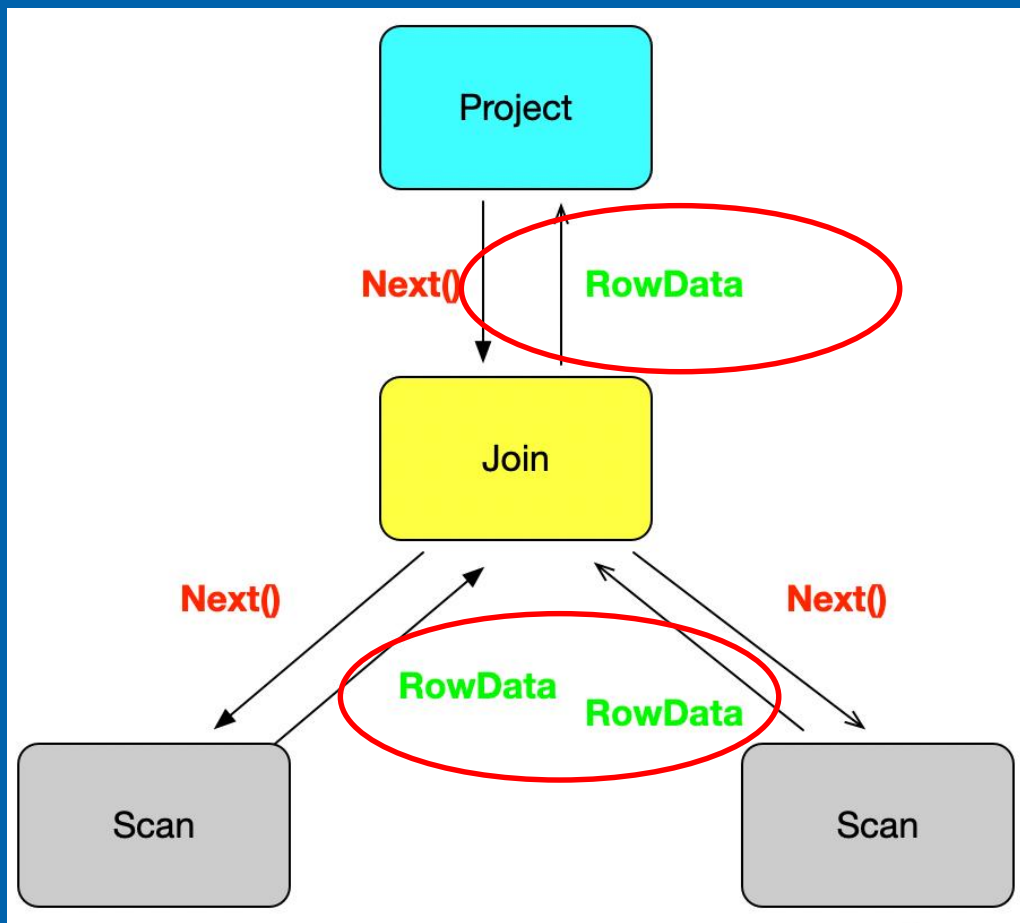 Project
Next()
RowData
Join
Next()
Next()
RowData
RowData
Scan
Scan